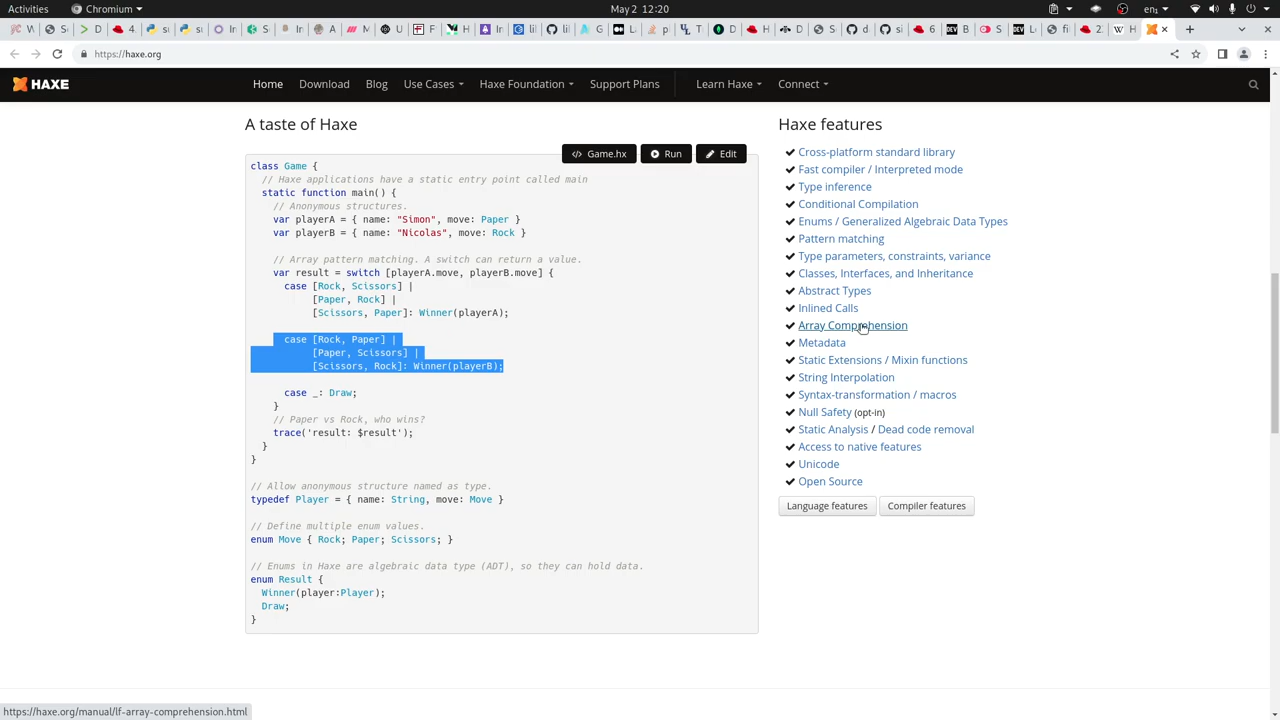 Activities
Chromium
May 2 12:20
en
https://haxe.org
HAXE
Home
Download
Blog
Use Cases
Haxe Foundation
Support Plans
Learn Haxe
Connect
A taste of Haxe
Game.hx
Run
Edit
class Game {
// Haxe applications have a static entry point called main
static function main() {
// Anonymous structures.
var playerA = { name: "Simon", move: Paper }
var playerB = { name: "Nicolas", move: Rock }
// Array pattern matching. A switch can return a value.
var result = switch [playerA.move, playerB.move] {
case [Rock, Scissors] |
[Paper, Rock] |
[Scissors, Paper]: Winner(playerA);
case [Rock, Paper] |
[Paper, Scissors] |
[Scissors, Rock]: Winner(playerB);
case _: Draw;
}
// Paper vs Rock, who wins?
trace('result: $result');
}
}
// Allow anonymous structure named as type.
typedef Player = { name: String, move: Move }
// Define multiple enum values.
enum Move { Rock; Paper; Scissors; }
// Enums in Haxe are algebraic data type (ADT), so they can hold data.
enum Result {
Winner(player:Player);
Draw;
}
Haxe features
Cross-platform standard library
Fast compiler / Interpreted mode
Type inference
Conditional Compilation
Enums / Generalized Algebraic Data Types
Pattern matching
Type parameters, constraints, variance
Classes, Interfaces, and Inheritance
Abstract Types
Inlined Calls
Array Comprehension
Metadata
Static Extensions / Mixin functions
String Interpolation
Syntax-transformation / macros
Null Safety (opt-in)
Static Analysis / Dead code removal
Access to native features
Unicode
Open Source
Language features
Compiler features
https://haxe.org/manual/lf-array-comprehension.html